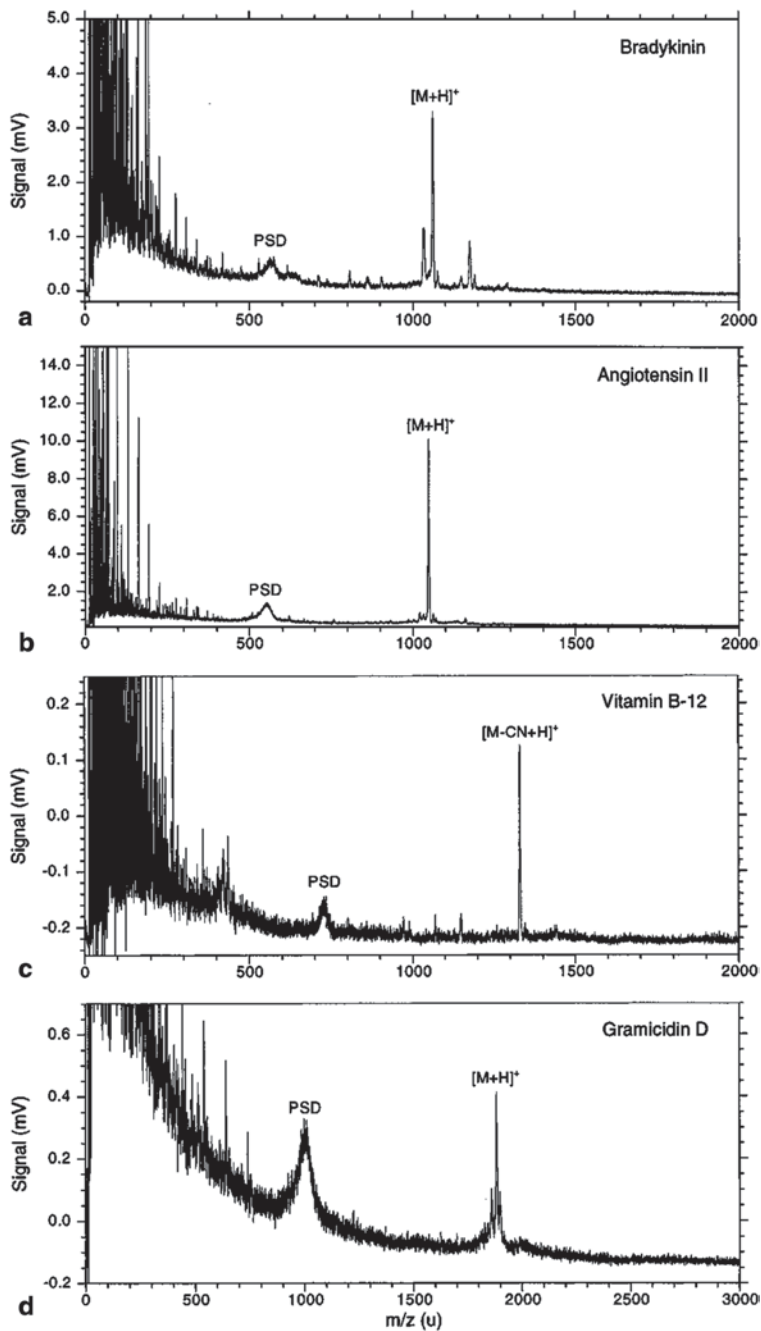 5.0
Bradykinin
4.0
[M+H]+
Signal (mV)
3.0
2.0
PSD
1.0
0.0
a
0 500 1000 1500 2000
14.0
Angiotensin II
12.0
[M+H]+
Signal (mV)
10.0
8.0
6.0
4.0
PSD
2.0
b
0 500 1000 1500 2000
0.2
Vitamin B-12
[M-CN+H]+
0.1
Signal (mV)
0.0
-0.1
PSD
-0.2
c
0 500 1000 1500 2000
0.6
Gramicidin D
[M+H]+
0.4
Signal (mV)
PSD
0.2
0.0
-0.2
d
0 500 1000 1500 2000 2500 3000
m/z (u)